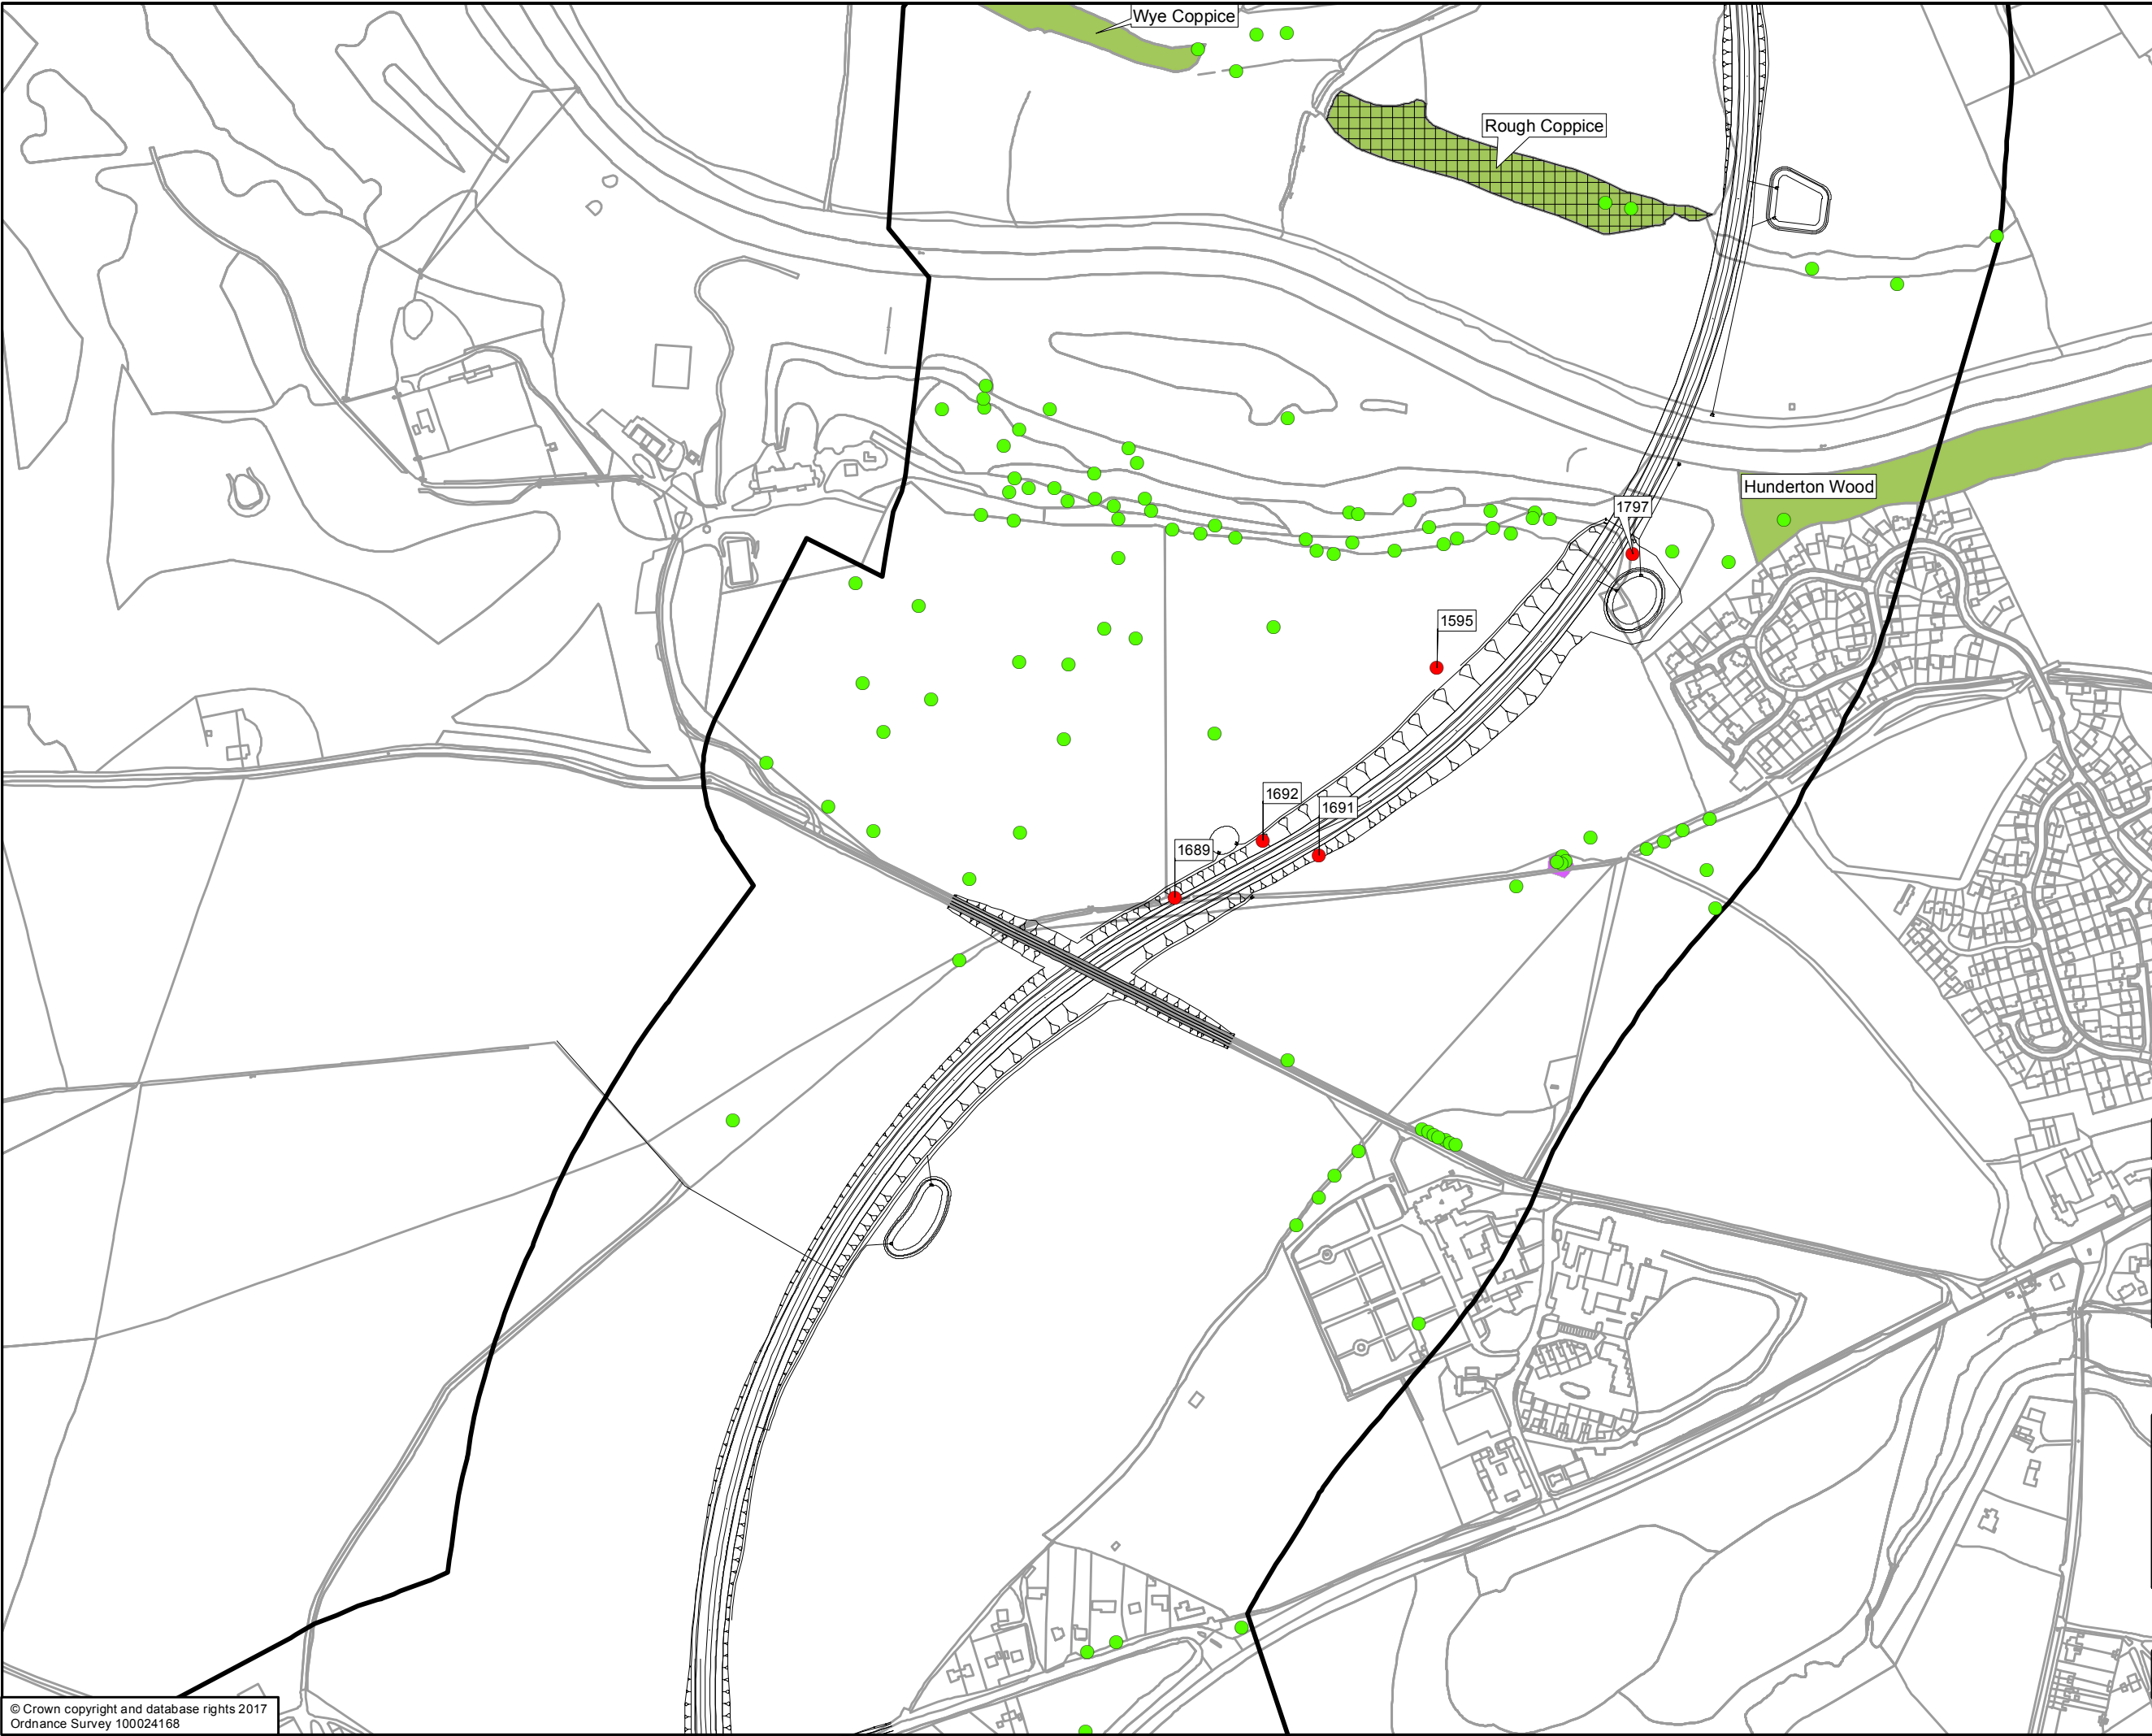 Wye Coppice
Rough Coppice
Hunderton Wood
1797
1595
1692
1691
1689
© Crown copyright and database rights 2017
Ordnance Survey 100024168